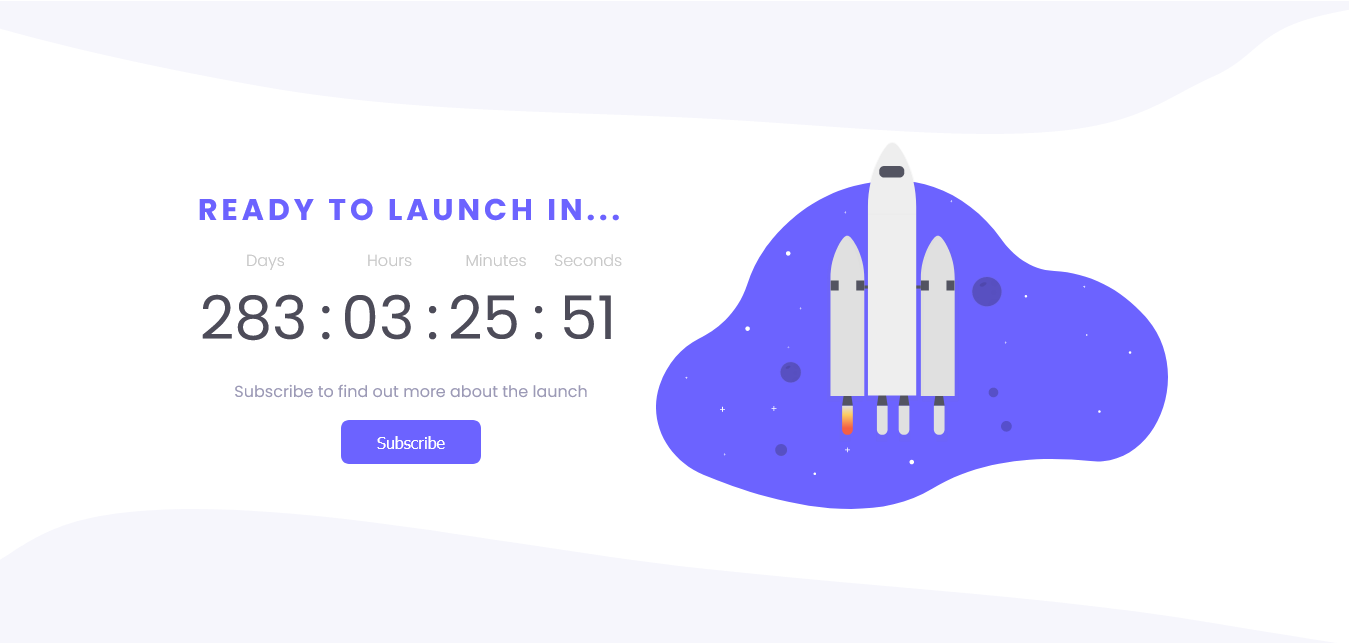 READY TO LAUNCH IN...
Days Hours Minutes Seconds
283 : 03 : 25 : 51
Subscribe to find out more about the launch
Subscribe